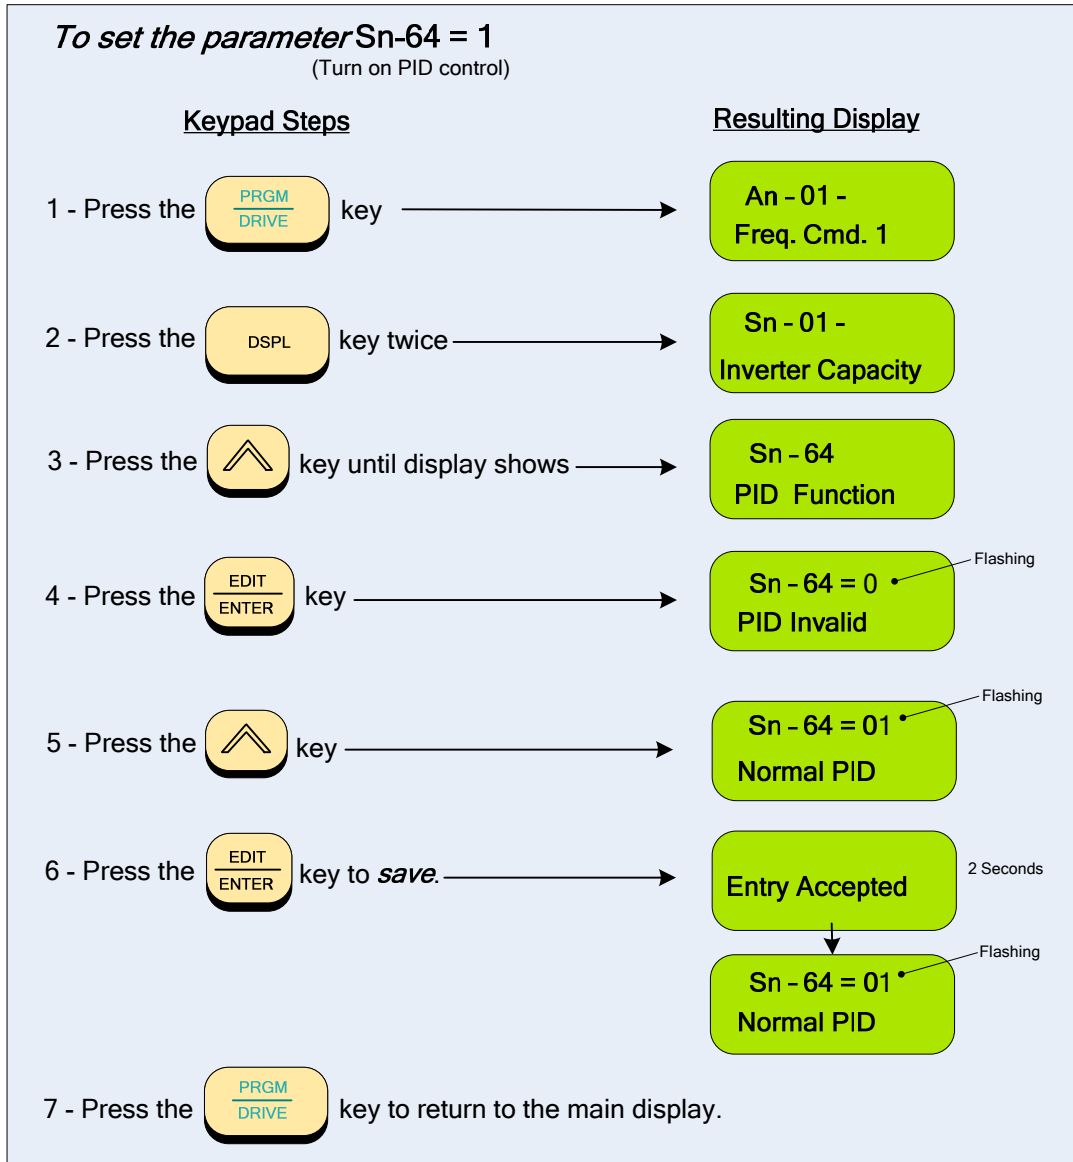 To set the parameter Sn-64 = 1
(Turn on PID control)
Keypad Steps
Resulting Display
1 - Press the PRGM DRIVE key
An - 01 -
Freq. Cmd. 1
2 - Press the DSPL key twice
Sn - 01 -
Inverter Capacity
3 - Press the key until display shows
Sn - 64
PID Function
4 - Press the EDIT ENTER key
Sn - 64 = 0
PID Invalid
Flashing
5 - Press the key
Sn - 64 = 01
Normal PID
Flashing
6 - Press the EDIT ENTER key to save.
Entry Accepted
2 Seconds
Sn - 64 = 01
Normal PID
Flashing
7 - Press the PRGM DRIVE key to return to the main display.